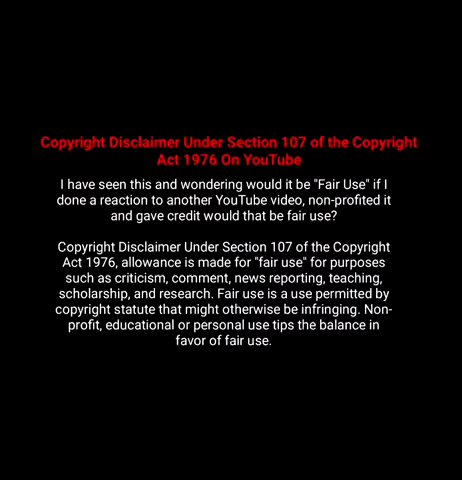 Copyright Disclaimer Under Section 107 of the Copyright
Act 1976 On YouTube
I have seen this and wondering would it be "Fair Use" if I
done a reaction to another YouTube video, non-profited it
and gave credit would that be fair use?
Copyright Disclaimer Under Section 107 of the Copyright
Act 1976, allowance is made for "fair use" for purposes
such as criticism, comment, news reporting, teaching,
scholarship, and research. Fair use is a use permitted by
copyright statute that might otherwise be infringing. Non-
profit, educational or personal use tips the balance in
favor of fair use.